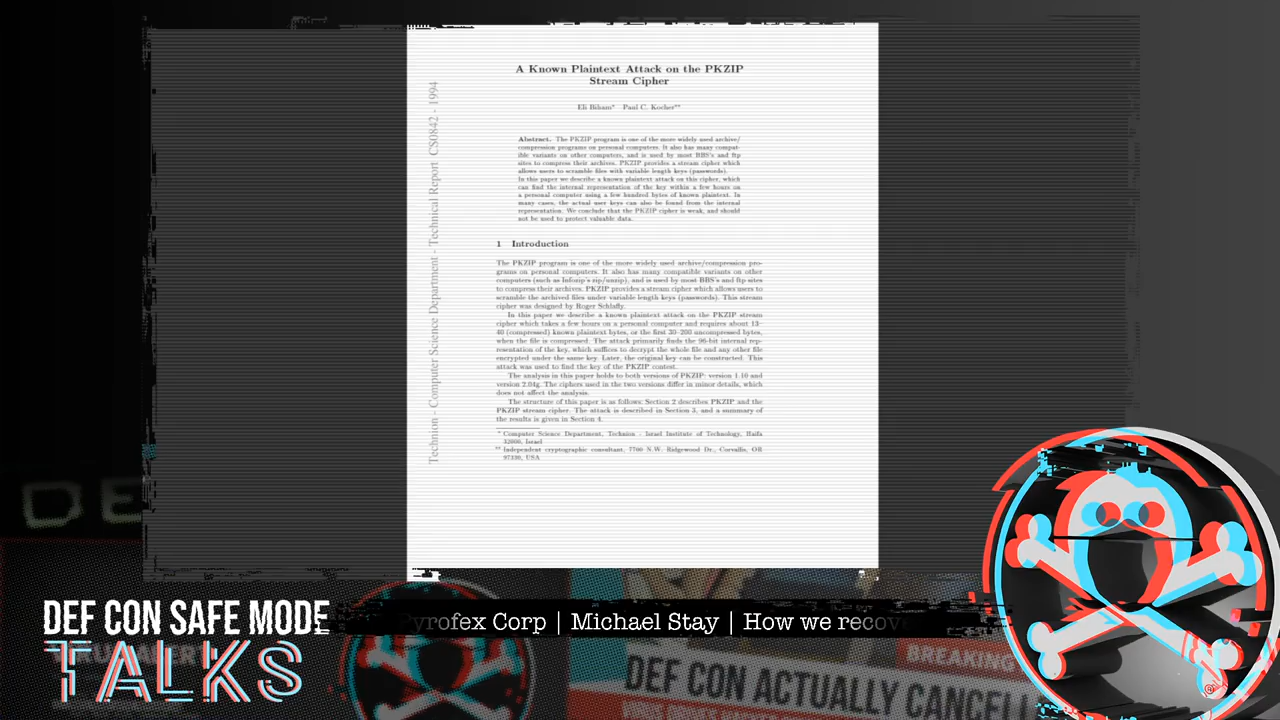 A Known Plaintext Attack on the PKZIP
Stream Cipher
Eli Biham* Paul C. Kocher**
Abstract. The PKZIP program is one of the more widely used archive/
compression programs on personal computers. It also has many compat-
ible variants on other computers, and is used by most BBS's and ftp
sites to compress their archives. PKZIP provides a stream cipher which
allows users to scramble files with variable length keys (passwords).
In this paper we describe a known plaintext attack on this cipher, which
can find the internal representation of the key within a few hours on
a personal computer using a few hundred bytes of known plaintext. In
many cases, the actual user keys can also be found from the internal
representation. We conclude that the PKZIP cipher is weak, and should
not be used to protect valuable data.
1 Introduction
The PKZIP program is one of the more widely used archive/compression pro-
grams on personal computers. It also has many compatible variants on other
computers (such as Infozip's zip/unzip), and is used by most BBS's and ftp sites
to compress their archives. PKZIP provides a stream cipher which allows users to
scramble the archived files under variable length keys (passwords). This stream
cipher was designed by Roger Schlafly.
In this paper we describe a known plaintext attack on the PKZIP stream
cipher which takes a few hours on a personal computer and requires about 13–
40 (compressed) known plaintext bytes, or the first 30–200 uncompressed bytes,
when the file is compressed. The attack primarily finds the 96-bit internal rep-
resentation of the key, which suffices to decrypt the whole file and any other file
encrypted under the same key. Later, the original key can be constructed. This
attack was used to find the key of the PKZIP contest.
The analysis in this paper holds to both versions of PKZIP: version 1.10 and
version 2.04g. The ciphers used in the two versions differ in minor details, which
does not affect the analysis.
The structure of this paper is as follows: Section 2 describes PKZIP and the
PKZIP stream cipher. The attack is described in Section 3, and a summary of
the results is given in Section 4.
* Computer Science Department, Technion - Israel Institute of Technology, Haifa
32000, Israel
** Independent cryptographic consultant, 7700 N.W. Ridgewood Dr., Corvallis, OR
97330, USA
Technion - Computer Science Department - Technical Report CS0842 - 1994
DE
DEF CON SAFE MODE
TALKS
yrofex Corp | Michael Stay | How we recov
BREAKING
DEF CON ACTUALLY CANCELL